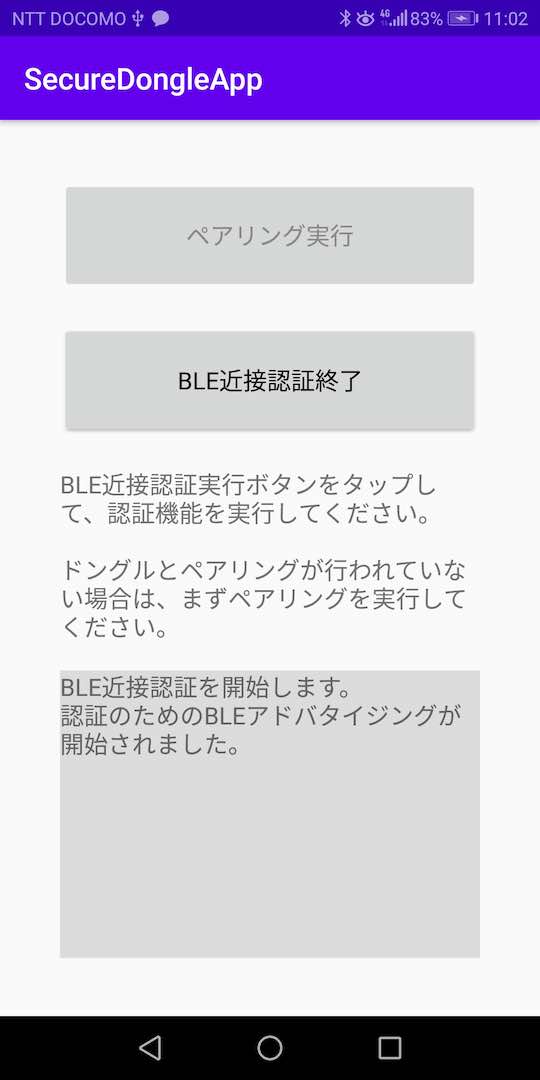 NTT DOCOMO 4G 83% 11:02
SecureDongleApp
ペアリング実行
BLE近接認証終了
BLE近接認証実行ボタンをタップし
て、認証機能を実行してください。
ドングルとペアリングが行われていな
い場合は、まずペアリングを実行して
ください。
BLE近接認証を開始します。
認証のためのBLEアドバタイジングが
開始されました。